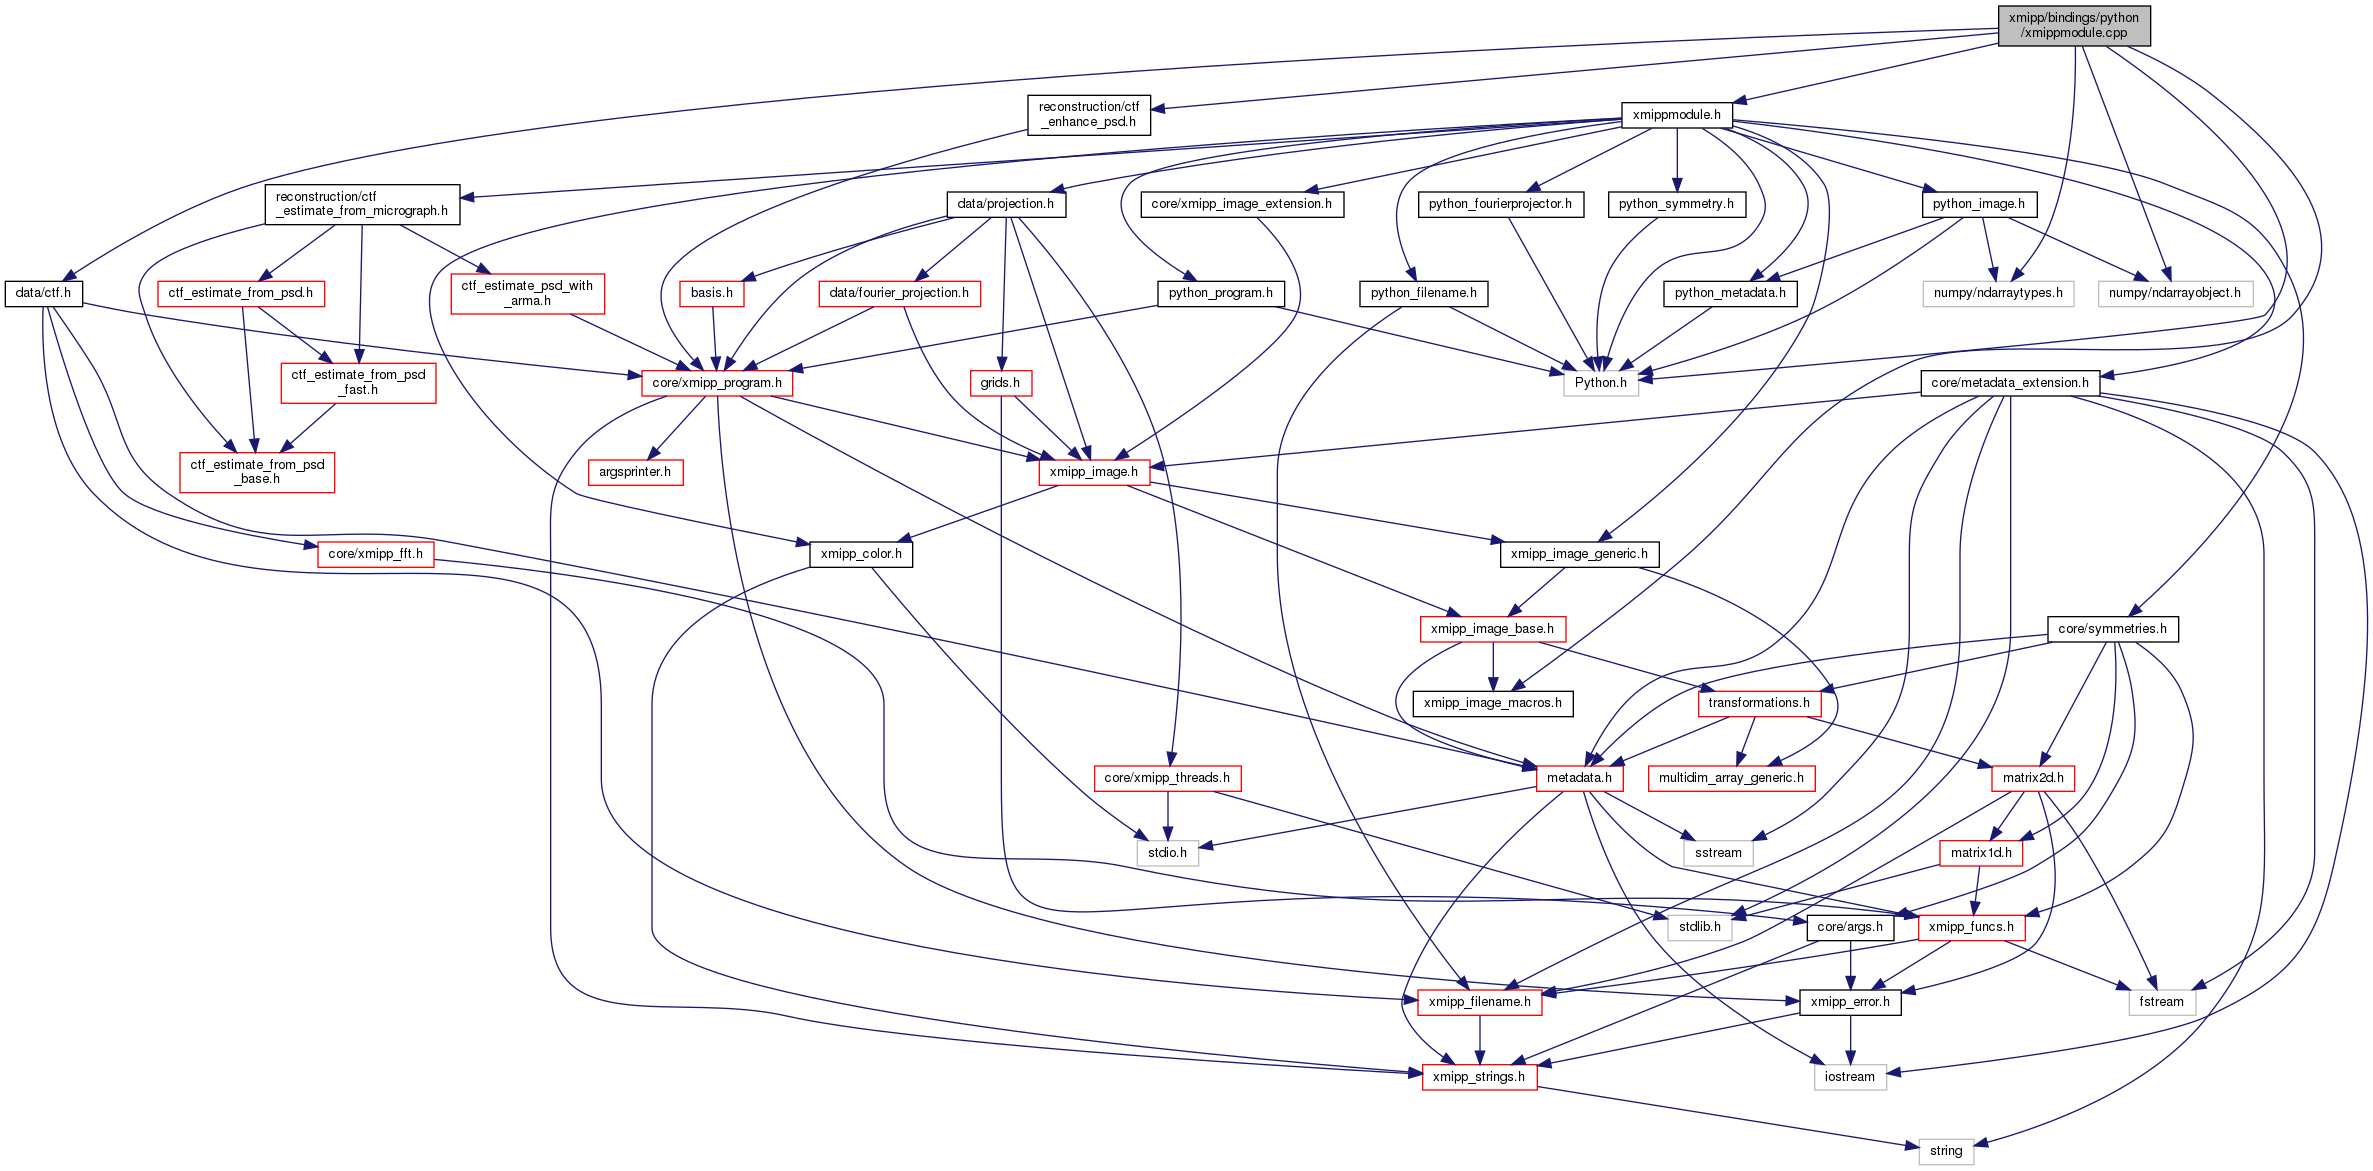 xmipp/bindings/python
/xmippmodule.cpp
reconstruction/ctf
_enhance_psd.h
xmippmodule.h
reconstruction/ctf
_estimate_from_micrograph.h
data/projection.h
core/xmipp_image_extension.h
python_fourierprojector.h
python_symmetry.h
python_image.h
data/ctf.h
ctf_estimate_from_psd.h
ctf_estimate_psd_with
_arma.h
basis.h
data/fourier_projection.h
python_program.h
python_filename.h
python_metadata.h
numpy/ndarraytypes.h
numpy/ndarrayobject.h
ctf_estimate_from_psd
_fast.h
core/xmipp_program.h
grids.h
Python.h
core/metadata_extension.h
ctf_estimate_from_psd
_base.h
argsprinter.h
xmipp_image.h
core/xmipp_fft.h
xmipp_color.h
xmipp_image_generic.h
xmipp_image_base.h
core/symmetries.h
xmipp_image_macros.h
transformations.h
core/xmipp_threads.h
metadata.h
multidim_array_generic.h
matrix2d.h
stdio.h
sstream
matrix1d.h
stdlib.h
core/args.h
xmipp_funcs.h
xmipp_filename.h
xmipp_error.h
fstream
xmipp_strings.h
iostream
string